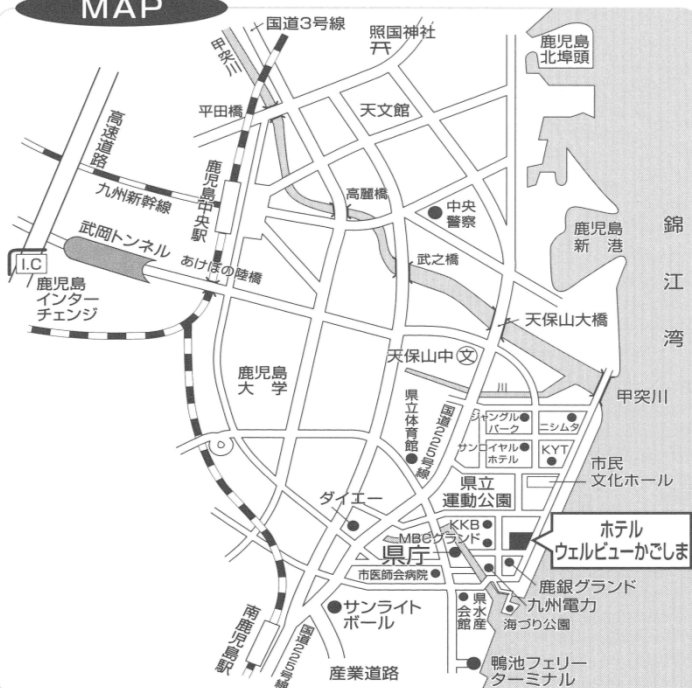 MAP
国道3号線
甲突川
照国神社
鹿児島
北埠頭
平田橋
天文館
高速道路
鹿児島中央駅
九州新幹線
高麗橋
中央
警察
鹿児島
新港
錦江湾
武岡トンネル
あけぼの陸橋
武之橋
I.C
鹿児島
インター
チェンジ
天保山大橋
天保山中
文
鹿児島
大学
川
甲突川
県立体育館
国道225号線
ジャングル
パーク
ニシムタ
サンロイヤル
ホテル
KYT
市民
文化ホール
県立
運動公園
ダイエー
KKB
MBCグランド
ホテル
ウェルビューかごしま
県庁
市医師会病院
鹿銀グランド
九州電力
サンライト
ボール
県水産
会館
海づり公園
南鹿児島駅
国道225号線
産業道路
鴨池フェリー
ターミナル